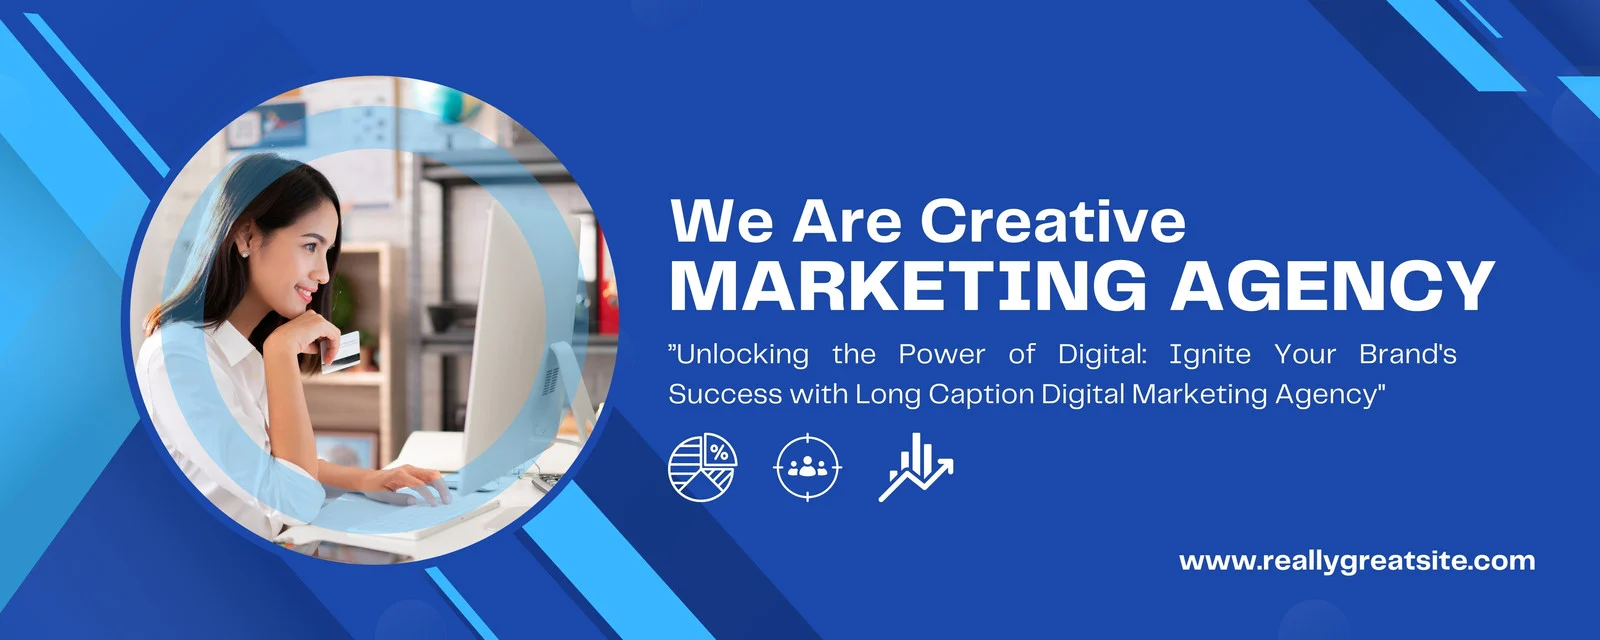 We Are Creative
MARKETING AGENCY
"Unlocking the Power of Digital: Ignite Your Brand's
Success with Long Caption Digital Marketing Agency"
%
www.reallygreatsite.com